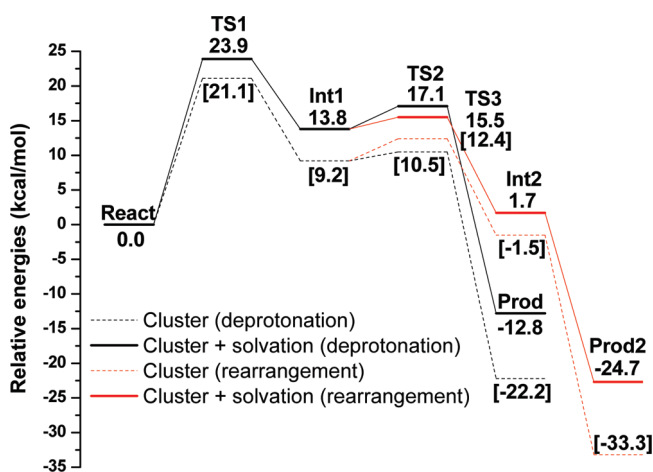 TS1
23.9
[21.1]
Int1
13.8
[9.2]
TS2
17.1
[10.5]
TS3
15.5
[12.4]
Int2
1.7
[-1.5]
React
0.0
Prod
-12.8
[-22.2]
Prod2
-24.7
[-33.3]
Cluster (deprotonation)
Cluster + solvation (deprotonation)
Cluster (rearrangement)
Cluster + solvation (rearrangement)
Relative energies (kcal/mol)
25
20
15
10
5
0
-5
-10
-15
-20
-25
-30
-35